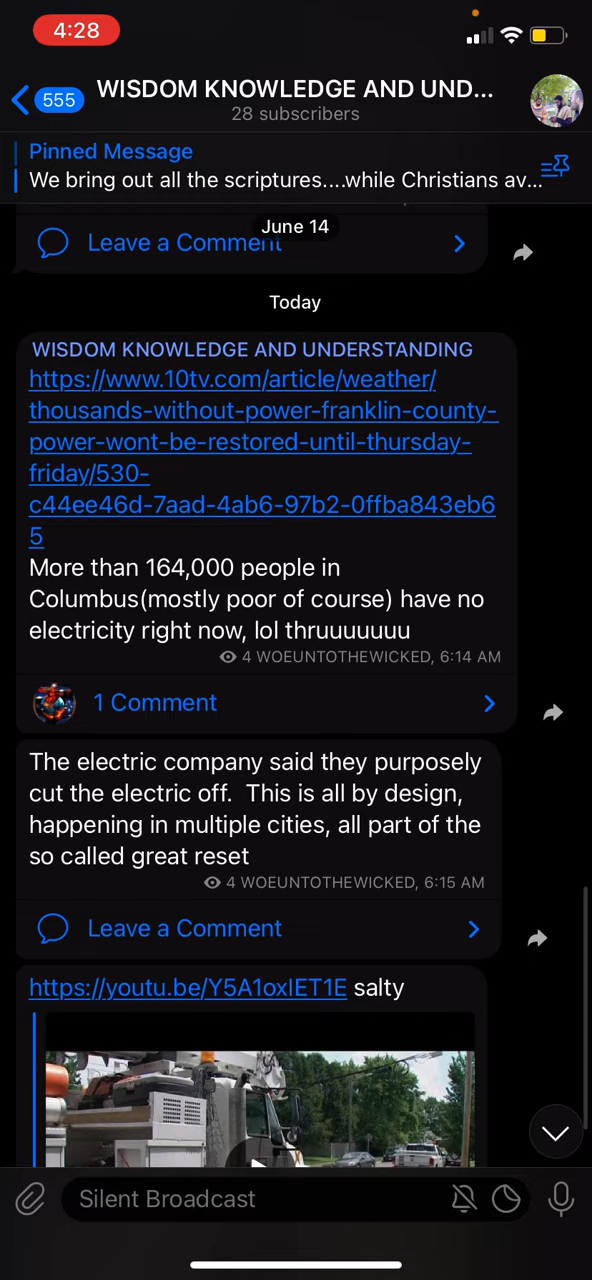 4:28
555
WISDOM KNOWLEDGE AND UND...
28 subscribers
Pinned Message
We bring out all the scriptures....while Christians av...
June 14
Leave a Comment
Today
WISDOM KNOWLEDGE AND UNDERSTANDING
https://www.10tv.com/article/weather/
thousands-without-power-franklin-county-
power-wont-be-restored-until-thursday-
friday/530-
c44ee46d-7aad-4ab6-97b2-0ffba843eb6
5
More than 164,000 people in
Columbus(mostly poor of course) have no
electricity right now, lol thruuuuuuu
4 WOEUNTOTHEWICKED, 6:14 AM
1 Comment
The electric company said they purposely
cut the electric off.  This is all by design,
happening in multiple cities, all part of the
so called great reset
4 WOEUNTOTHEWICKED, 6:15 AM
Leave a Comment
https://youtu.be/Y5A1oxIET1E salty
Silent Broadcast